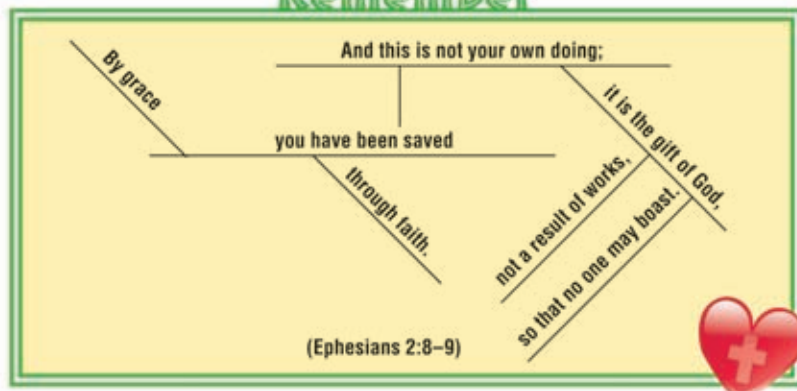 Remember
By grace
you have been saved
through faith.
And this is not your own doing;
it is the gift of God,
not a result of works,
so that no one may boast.
(Ephesians 2:8–9)